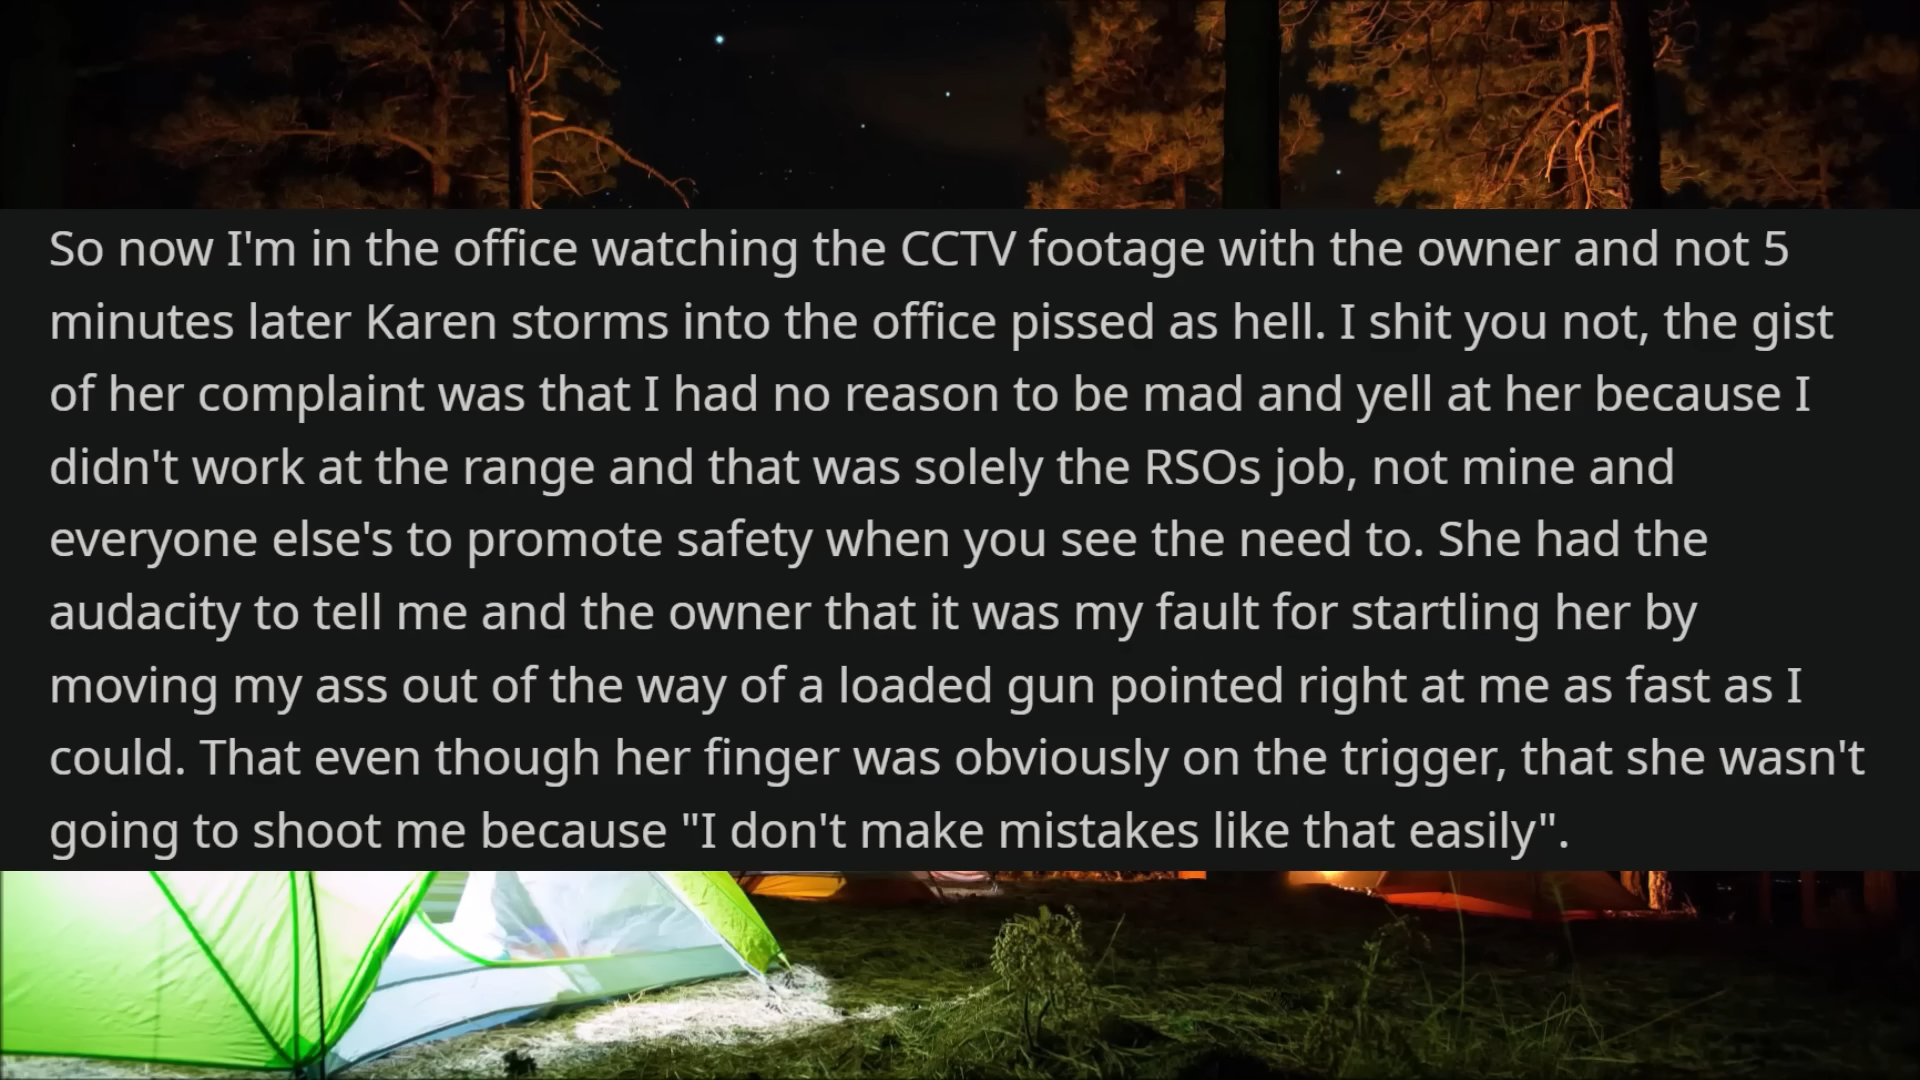 So now I'm in the office watching the CCTV footage with the owner and not 5
minutes later Karen storms into the office pissed as hell. I shit you not, the gist
of her complaint was that I had no reason to be mad and yell at her because I
didn't work at the range and that was solely the RSOs job, not mine and
everyone else's to promote safety when you see the need to. She had the
audacity to tell me and the owner that it was my fault for startling her by
moving my ass out of the way of a loaded gun pointed right at me as fast as I
could. That even though her finger was obviously on the trigger, that she wasn't
going to shoot me because "I don't make mistakes like that easily".